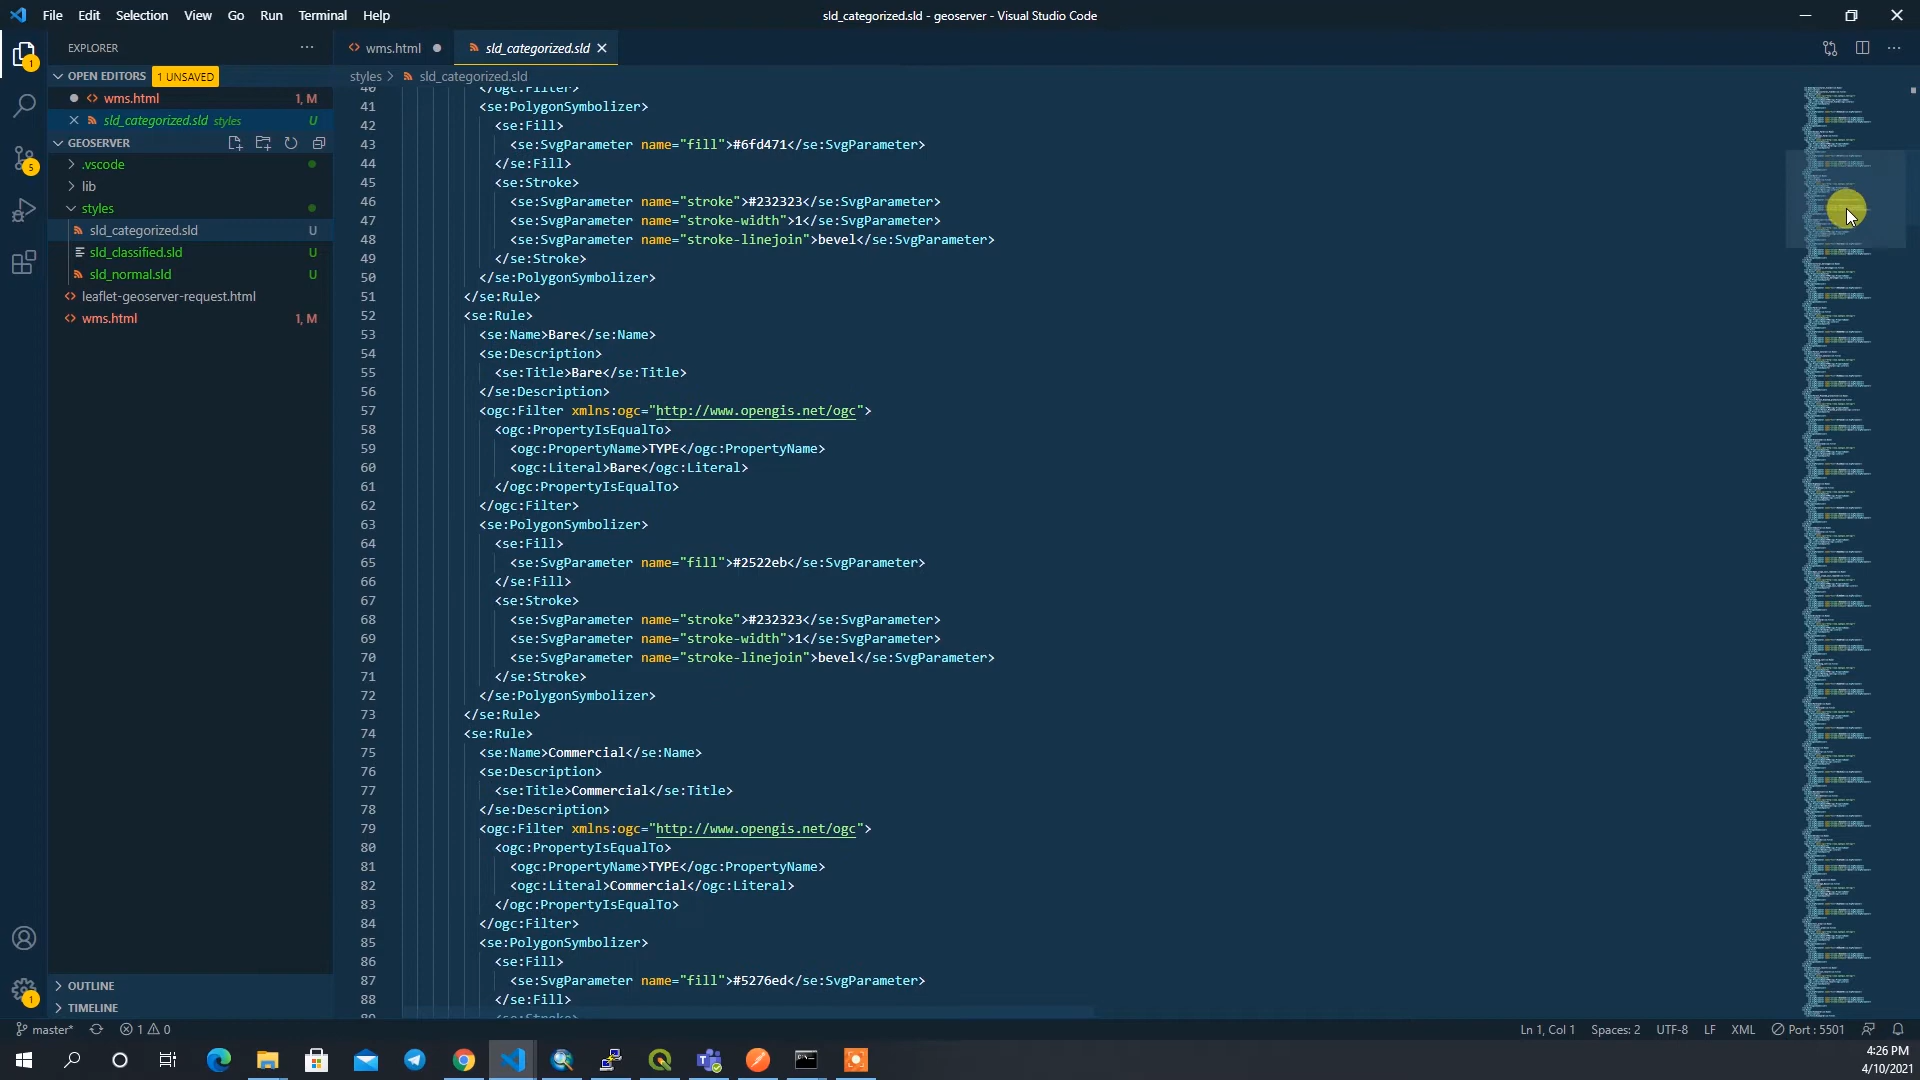 File Edit Selection View Go Run Terminal Help
sld_categorized.sld - geoserver - Visual Studio Code
EXPLORER
wms.html
sld_categorized.sld
OPEN EDITORS 1 UNSAVED
styles > sld_categorized.sld
wms.html 1, M
sld_categorized.sld styles U
GEOSERVER
.vscode
lib
styles
sld_categorized.sld U
sld_classified.sld U
sld_normal.sld U
leaflet-geoserver-request.html
wms.html 1, M
OUTLINE
TIMELINE
40 </ogc:Filter>
41 <se:PolygonSymbolizer>
42 <se:Fill>
43 <se:SvgParameter name="fill">#6fd471</se:SvgParameter>
44 </se:Fill>
45 <se:Stroke>
46 <se:SvgParameter name="stroke">#232323</se:SvgParameter>
47 <se:SvgParameter name="stroke-width">1</se:SvgParameter>
48 <se:SvgParameter name="stroke-linejoin">bevel</se:SvgParameter>
49 </se:Stroke>
50 </se:PolygonSymbolizer>
51 </se:Rule>
52 <se:Rule>
53 <se:Name>Bare</se:Name>
54 <se:Description>
55 <se:Title>Bare</se:Title>
56 </se:Description>
57 <ogc:Filter xmlns:ogc="http://www.opengis.net/ogc">
58 <ogc:PropertyIsEqualTo>
59 <ogc:PropertyName>TYPE</ogc:PropertyName>
60 <ogc:Literal>Bare</ogc:Literal>
61 </ogc:PropertyIsEqualTo>
62 </ogc:Filter>
63 <se:PolygonSymbolizer>
64 <se:Fill>
65 <se:SvgParameter name="fill">#2522eb</se:SvgParameter>
66 </se:Fill>
67 <se:Stroke>
68 <se:SvgParameter name="stroke">#232323</se:SvgParameter>
69 <se:SvgParameter name="stroke-width">1</se:SvgParameter>
70 <se:SvgParameter name="stroke-linejoin">bevel</se:SvgParameter>
71 </se:Stroke>
72 </se:PolygonSymbolizer>
73 </se:Rule>
74 <se:Rule>
75 <se:Name>Commercial</se:Name>
76 <se:Description>
77 <se:Title>Commercial</se:Title>
78 </se:Description>
79 <ogc:Filter xmlns:ogc="http://www.opengis.net/ogc">
80 <ogc:PropertyIsEqualTo>
81 <ogc:PropertyName>TYPE</ogc:PropertyName>
82 <ogc:Literal>Commercial</ogc:Literal>
83 </ogc:PropertyIsEqualTo>
84 </ogc:Filter>
85 <se:PolygonSymbolizer>
86 <se:Fill>
87 <se:SvgParameter name="fill">#5276ed</se:SvgParameter>
88 </se:Fill>
89 <se:Stroke>
master* 1 0
Ln 1, Col 1 Spaces: 2 UTF-8 LF XML Port : 5501
4:26 PM
4/10/2021